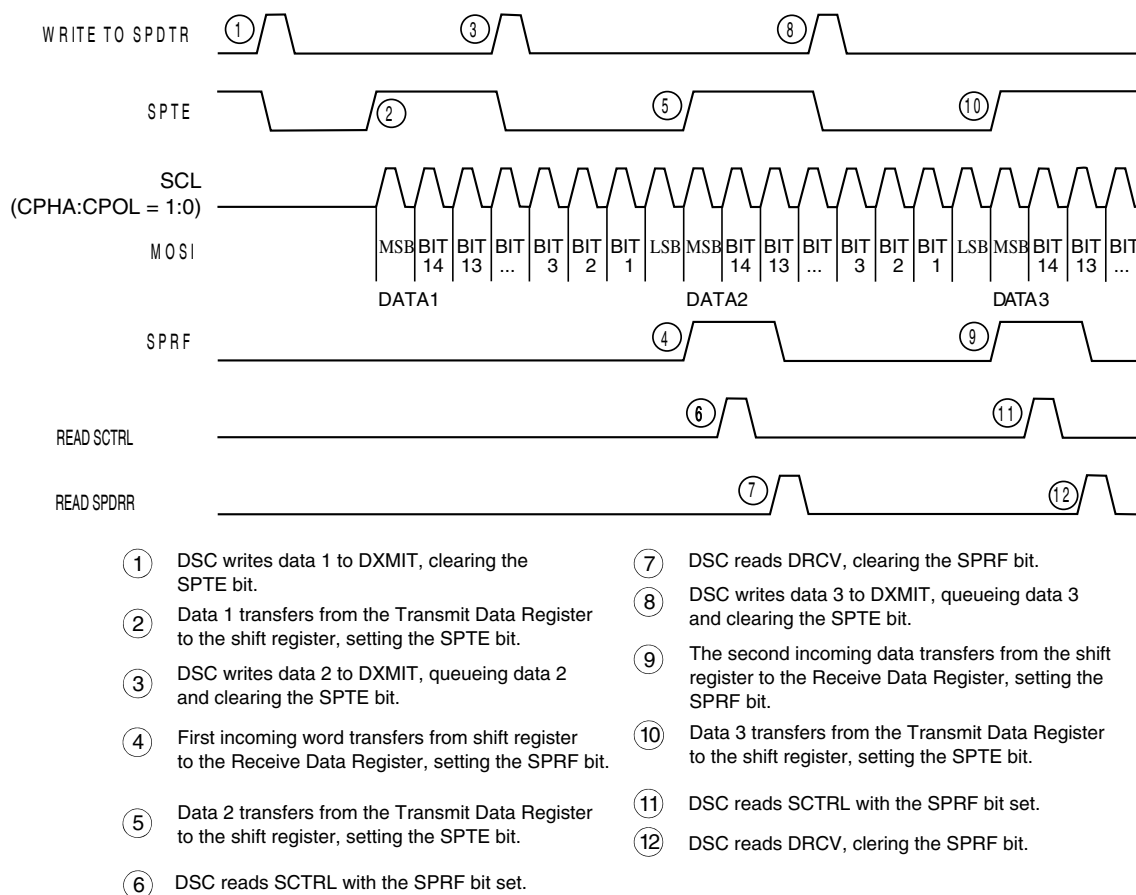 WRITE TO SPDTR
1
3
8
SPTE
2
5
10
SCL
(CPHA:CPOL = 1:0)
MOSI
MSB BIT 14 BIT 13 BIT ... BIT 3 BIT 2 BIT 1 LSB MSB BIT 14 BIT 13 BIT ... BIT 3 BIT 2 BIT 1 LSB MSB BIT 14 BIT 13 BIT ...
DATA1
DATA2
DATA3
SPRF
4
9
READ SCTRL
6
11
READ SPDRR
7
12
1 DSC writes data 1 to DXMIT, clearing the
SPTE bit.
2 Data 1 transfers from the Transmit Data Register
to the shift register, setting the SPTE bit.
3 DSC writes data 2 to DXMIT, queueing data 2
and clearing the SPTE bit.
4 First incoming word transfers from shift register
to the Receive Data Register, setting the SPRF bit.
5 Data 2 transfers from the Transmit Data Register
to the shift register, setting the SPTE bit.
6 DSC reads SCTRL with the SPRF bit set.
7 DSC reads DRCV, clearing the SPRF bit.
8 DSC writes data 3 to DXMIT, queueing data 3
and clearing the SPTE bit.
9 The second incoming data transfers from the shift
register to the Receive Data Register, setting the
SPRF bit.
10 Data 3 transfers from the Transmit Data Register
to the shift register, setting the SPTE bit.
11 DSC reads SCTRL with the SPRF bit set.
12 DSC reads DRCV, clering the SPRF bit.